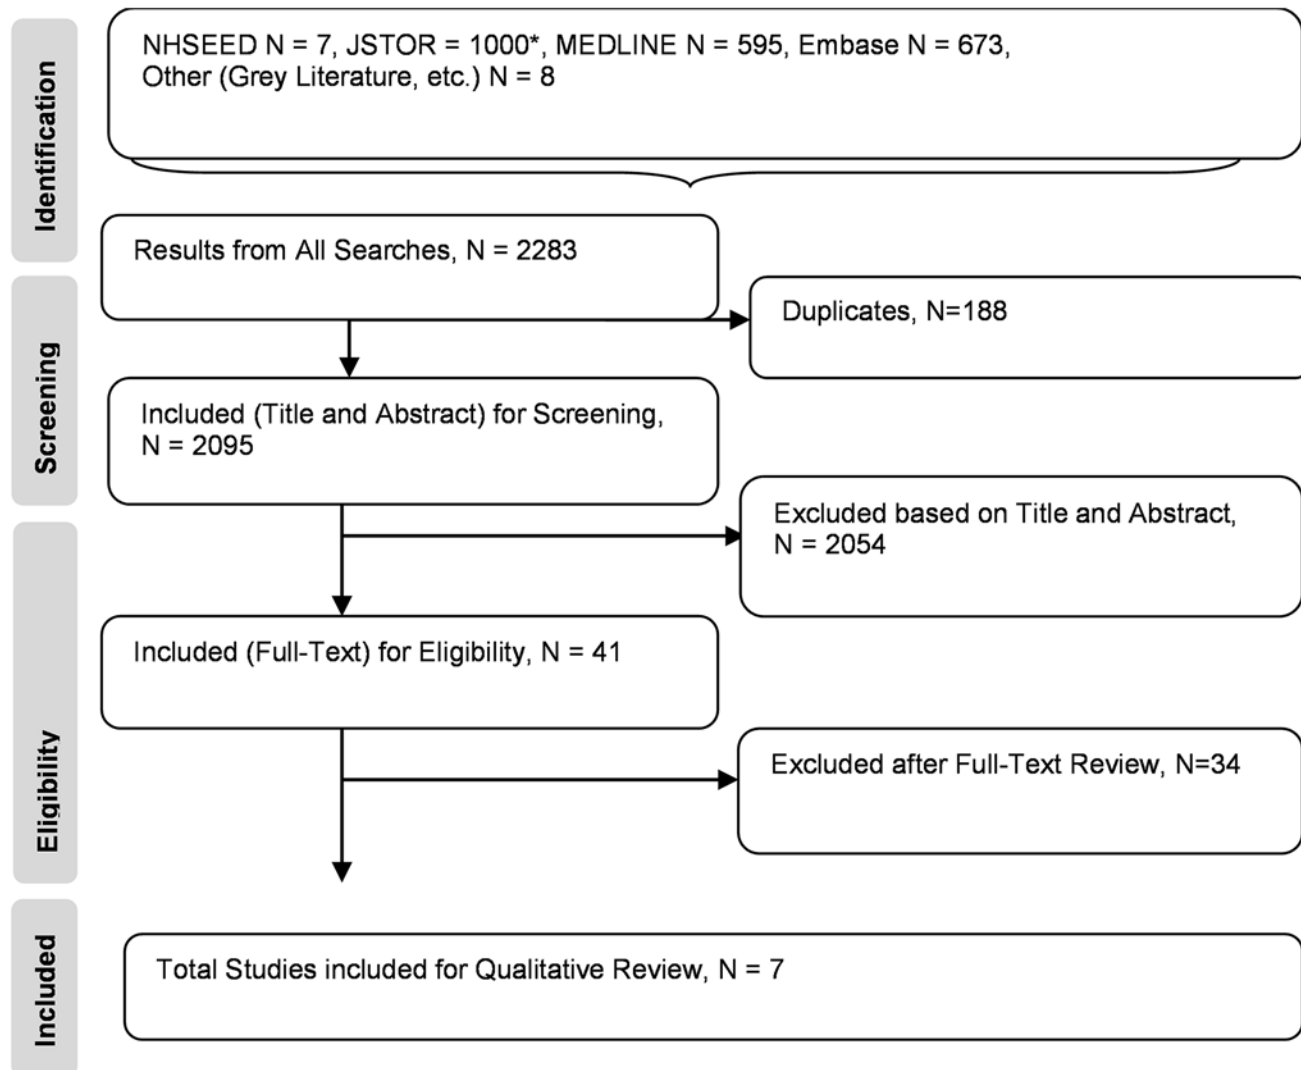 Identification
NHSEED N = 7, JSTOR = 1000*, MEDLINE N = 595, Embase N = 673,
Other (Grey Literature, etc.) N = 8
Results from All Searches, N = 2283
Screening
Duplicates, N=188
Included (Title and Abstract) for Screening,
N = 2095
Excluded based on Title and Abstract,
N = 2054
Eligibility
Included (Full-Text) for Eligibility, N = 41
Excluded after Full-Text Review, N=34
Included
Total Studies included for Qualitative Review, N = 7